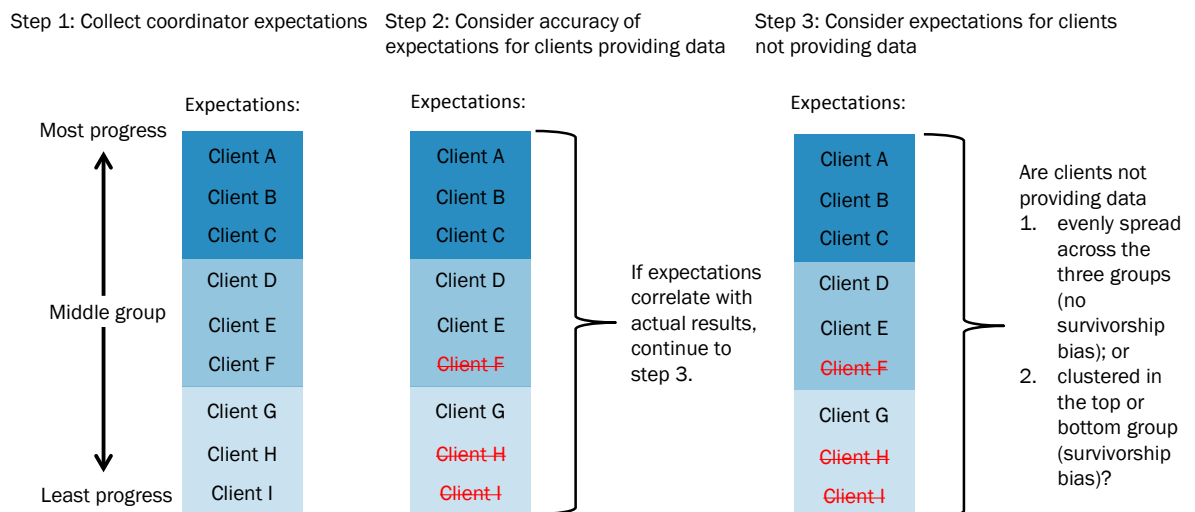 Step 1: Collect coordinator expectations
Step 2: Consider accuracy of
expectations for clients providing data
Step 3: Consider expectations for clients
not providing data
Expectations:
Most progress
Middle group
Least progress
Client A
Client B
Client C
Client D
Client E
Client F
Client G
Client H
Client I
Expectations:
Client A
Client B
Client C
Client D
Client E
Client F
Client G
Client H
Client I
If expectations
correlate with
actual results,
continue to
step 3.
Expectations:
Client A
Client B
Client C
Client D
Client E
Client F
Client G
Client H
Client I
Are clients not
providing data
1. evenly spread
across the
three groups
(no
survivorship
bias); or
2. clustered in
the top or
bottom group
(survivorship
bias)?